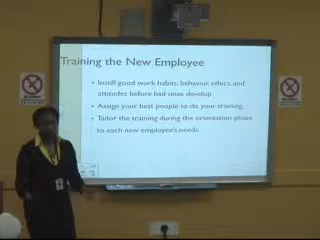 Training the New Employee
• Instill good work habits, behavior, ethics, and
attitudes before bad ones develop.
• Assign your best people to do your training.
• Tailor the training during the orientation phase
to each new employee's needs.